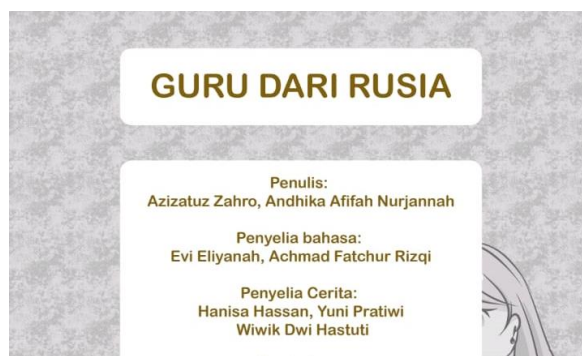 GURU DARI RUSIA
Penulis:
Azizatuz Zahro, Andhika Afifah Nurjannah
Penyelia bahasa:
Evi Eliyanah, Achmad Fatchur Rizqi
Penyelia Cerita:
Hanisa Hassan, Yuni Pratiwi
Wiwik Dwi Hastuti